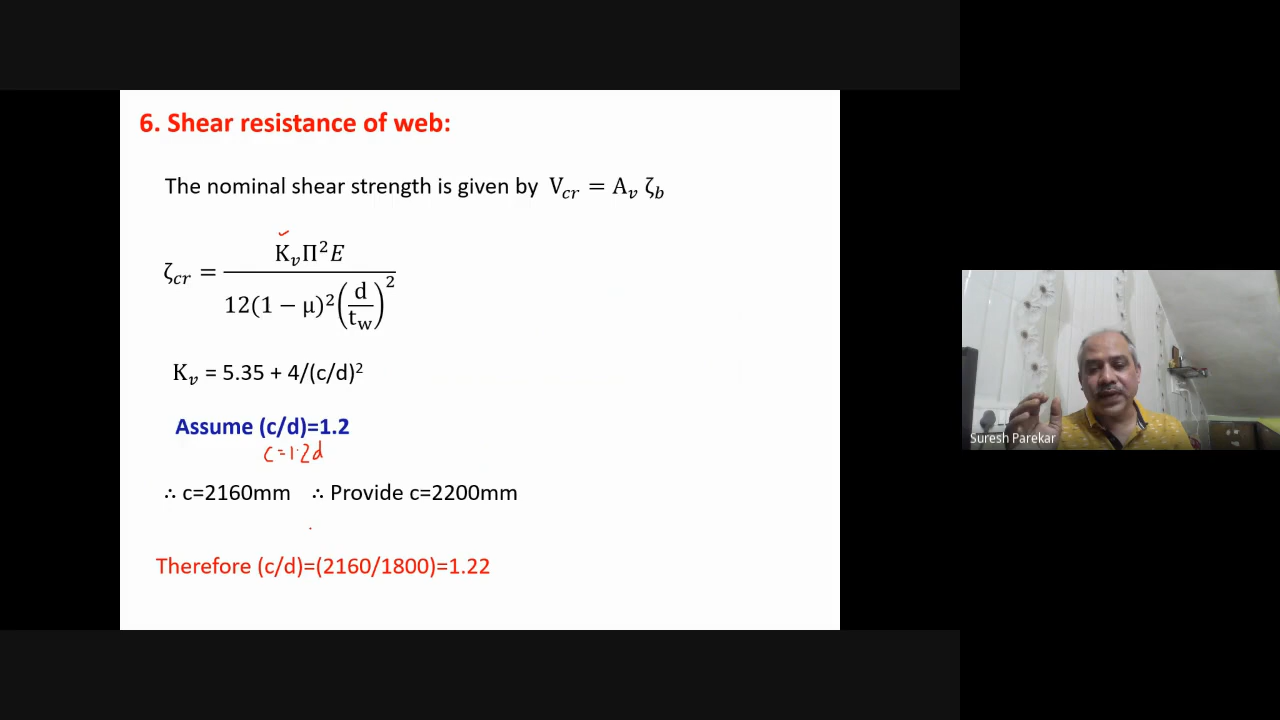 6. Shear resistance of web:
The nominal shear strength is given by V_cr = A_v ζ_b
ζ_cr = K_v Π² E / 12(1 − μ)² (d/t_w)²
K_v = 5.35 + 4/(c/d)²
Assume (c/d)=1.2
c=1.2d
∴ c=2160mm ∴ Provide c=2200mm
Therefore (c/d)=(2160/1800)=1.22
Suresh Parekar